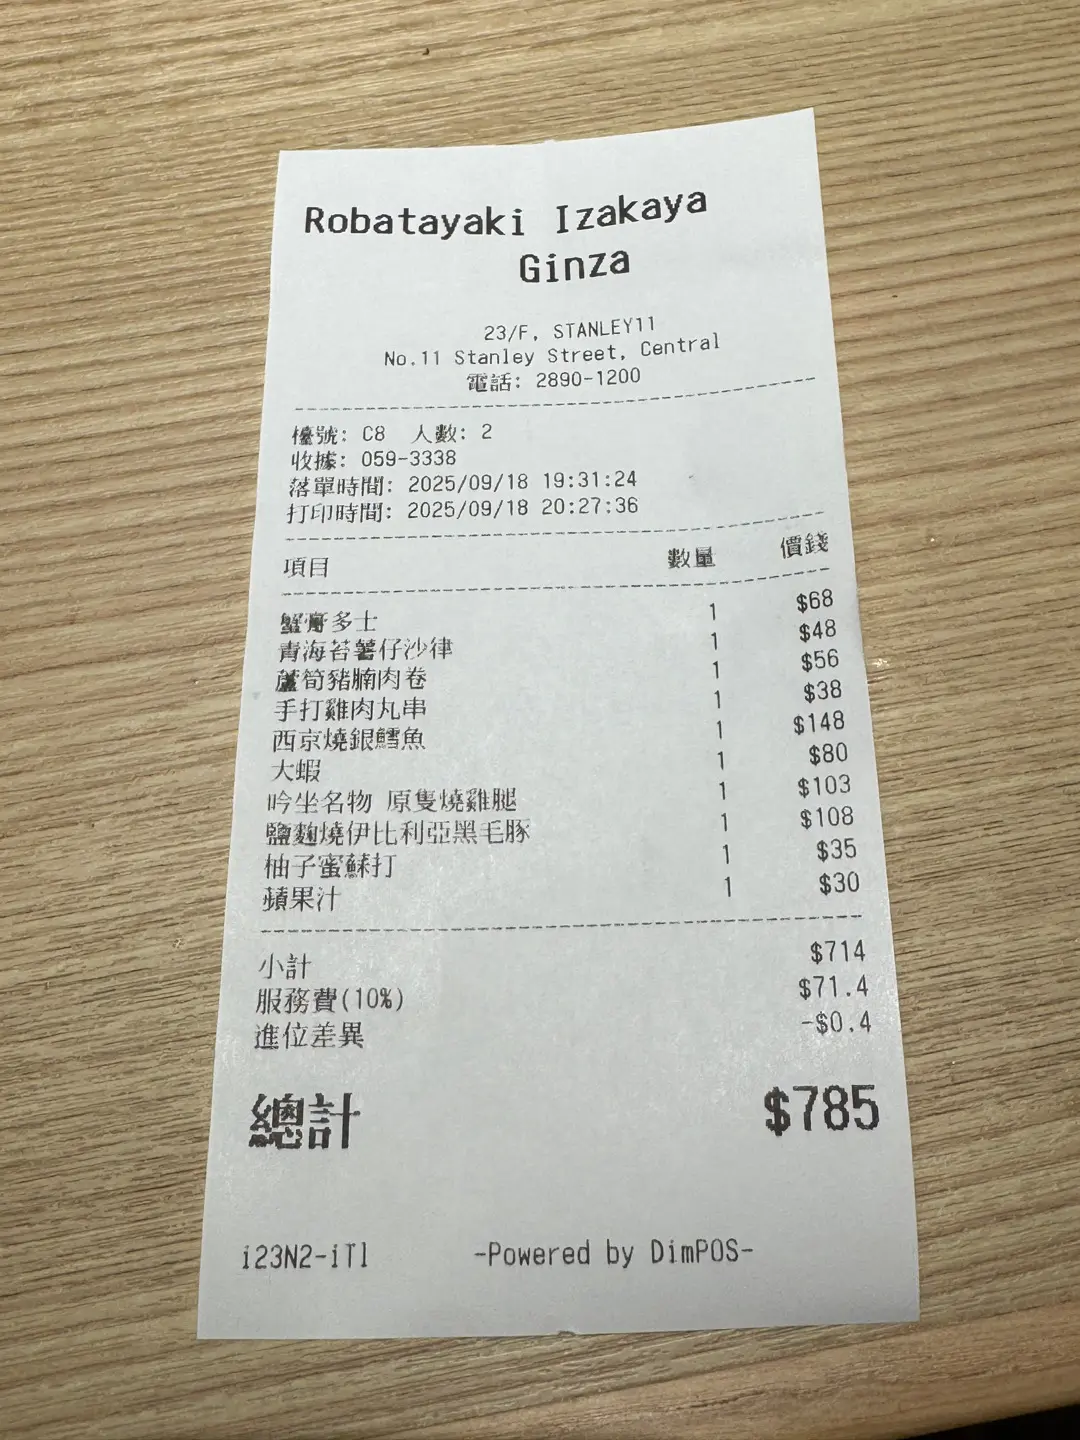 Robatayaki Izakaya
Ginza
23/F, STANLEY11
No.11 Stanley Street, Central
電話: 2890-1200
檯號: C8 人數: 2
收據: 059-3338
落單時間: 2025/09/18 19:31:24
打印時間: 2025/09/18 20:27:36
項目 數量 價錢
蟹膏多士 1 $68
青海苔薯仔沙律 1 $48
蘆筍豬腩肉卷 1 $56
手打雞肉丸串 1 $38
西京燒銀鱈魚 1 $148
大蝦 1 $80
吟坐名物 原隻燒雞腿 1 $103
鹽麴燒伊比利亞黑毛豚 1 $108
柚子蜜蘇打 1 $35
蘋果汁 1 $30
小計 $714
服務費(10%) $71.4
進位差異 -$0.4
總計 $785
i23N2-iTl -Powered by DimPOS-